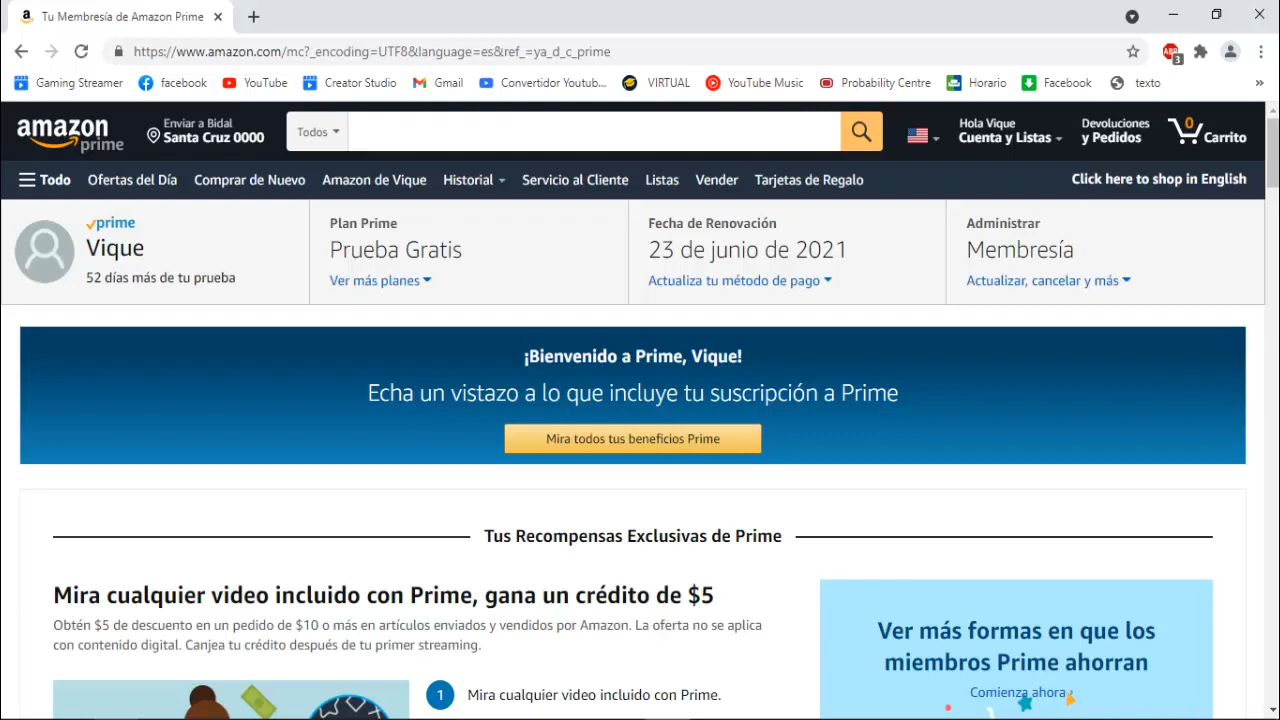 Tu Membresía de Amazon Prime
https://www.amazon.com/mc?_encoding=UTF8&language=es&ref_=ya_d_c_prime
ABP 3
Gaming Streamer facebook YouTube Creator Studio Gmail Convertidor Youtub... VIRTUAL YouTube Music Probability Centre Horario Facebook texto »
amazon prime
Enviar a Bidal
Santa Cruz 0000
Todos
Hola Vique
Cuenta y Listas
Devoluciones
y Pedidos
0
Carrito
Todo Ofertas del Día Comprar de Nuevo Amazon de Vique Historial Servicio al Cliente Listas Vender Tarjetas de Regalo Click here to shop in English
prime
Vique
52 días más de tu prueba
Plan Prime
Prueba Gratis
Ver más planes
Fecha de Renovación
23 de junio de 2021
Actualiza tu método de pago
Administrar
Membresía
Actualizar, cancelar y más
¡Bienvenido a Prime, Vique!
Echa un vistazo a lo que incluye tu suscripción a Prime
Mira todos tus beneficios Prime
Tus Recompensas Exclusivas de Prime
Mira cualquier video incluido con Prime, gana un crédito de $5
Obtén $5 de descuento en un pedido de $10 o más en artículos enviados y vendidos por Amazon. La oferta no se aplica
con contenido digital. Canjea tu crédito después de tu primer streaming.
1 Mira cualquier video incluido con Prime.
Ver más formas en que los
miembros Prime ahorran
Comienza ahora ›